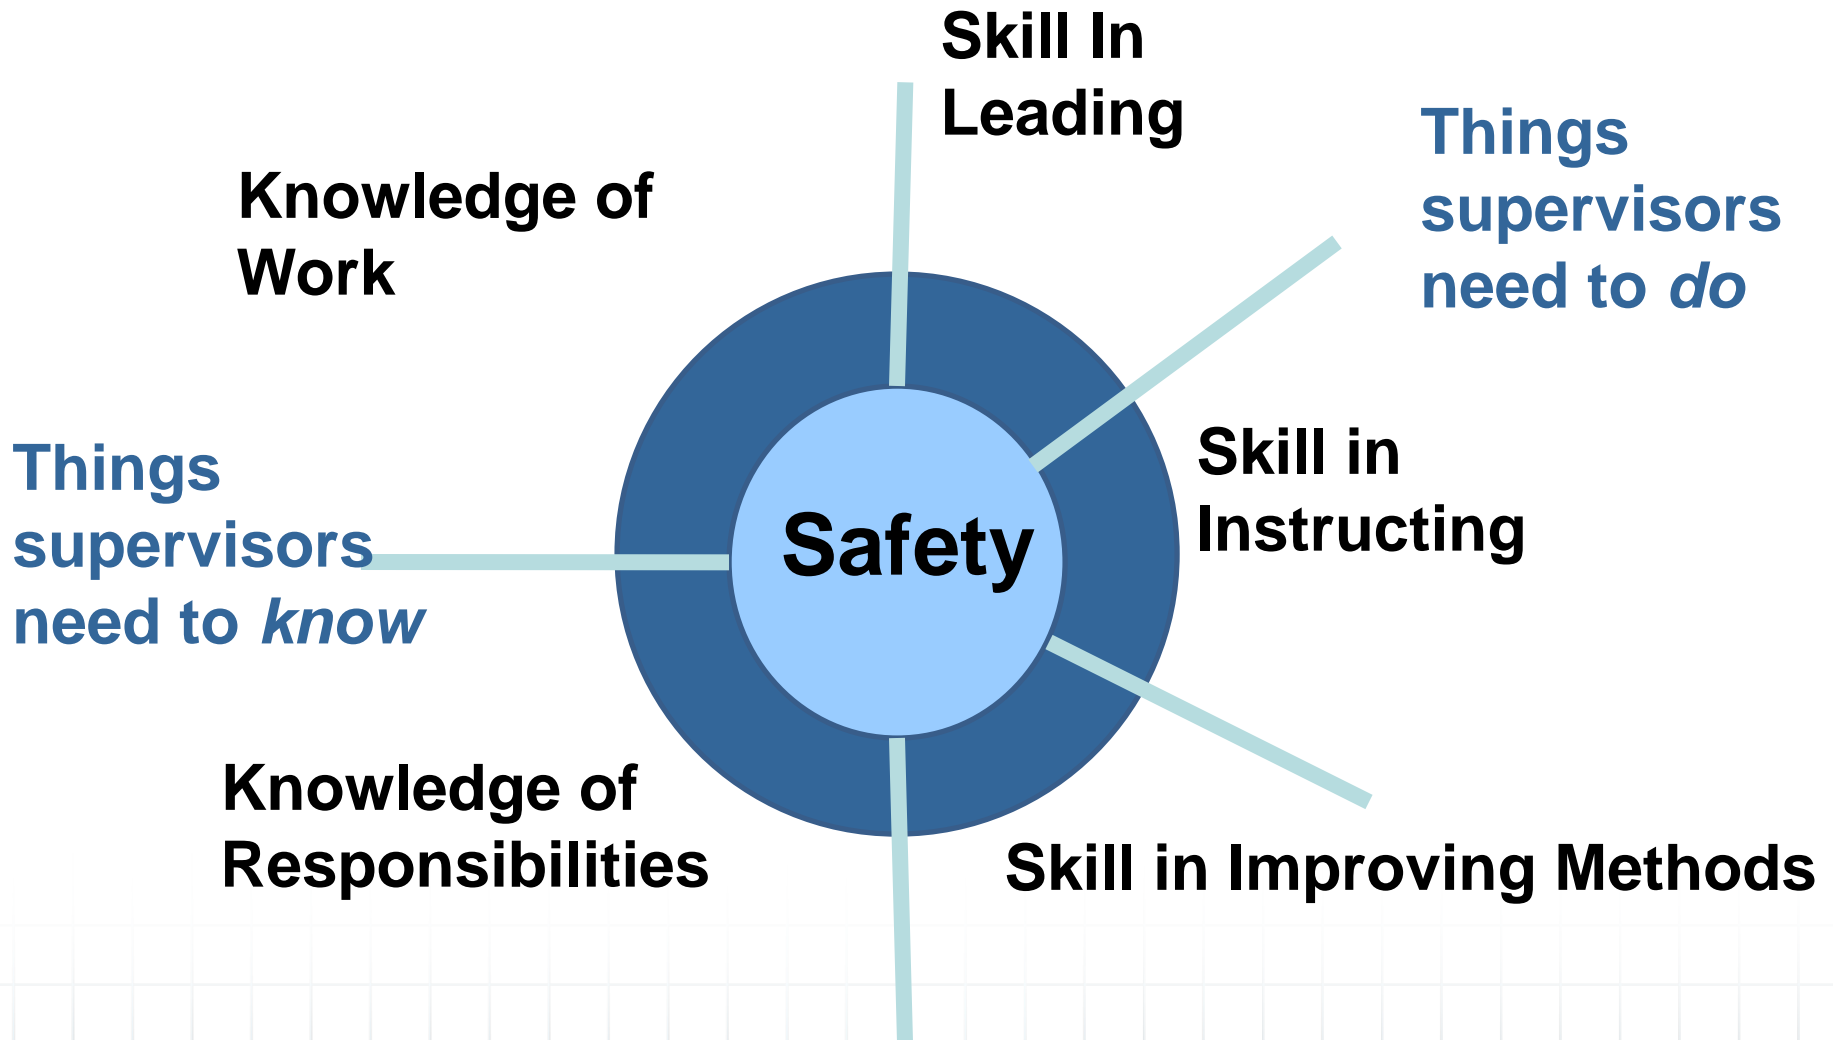 Skill In
Leading
Things
supervisors
need to do
Knowledge of
Work
Skill in
Instructing
Things
supervisors
need to know
Safety
Knowledge of
Responsibilities
Skill in Improving Methods